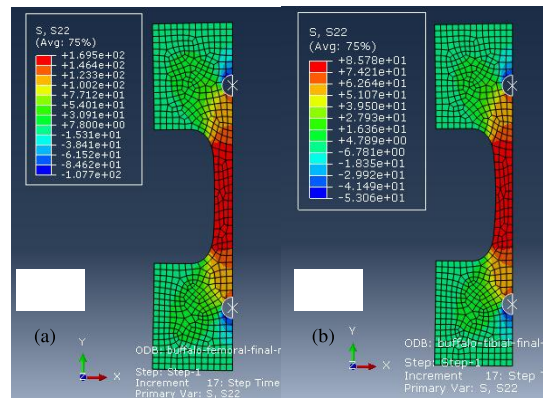 S, S22
(Avg: 75%)
+1.695e+02
+1.464e+02
+1.233e+02
+1.002e+02
+7.712e+01
+5.401e+01
+3.091e+01
+7.800e+00
-1.531e+01
-3.841e+01
-6.152e+01
-8.462e+01
-1.077e+02
(a)
Y
Z
X
ODB: buffalo-femoral-final-r
Step: Step-1
Increment 17: Step Time
Primary Var: S, S22
S, S22
(Avg: 75%)
+8.578e+01
+7.421e+01
+6.264e+01
+5.107e+01
+3.950e+01
+2.793e+01
+1.636e+01
+4.789e+00
-6.781e+00
-1.835e+01
-2.992e+01
-4.149e+01
-5.306e+01
(b)
Y
Z
X
ODB: buffalo-tibial-final-
Step: Step-1
Increment 17: Step T
Primary Var: S, S22